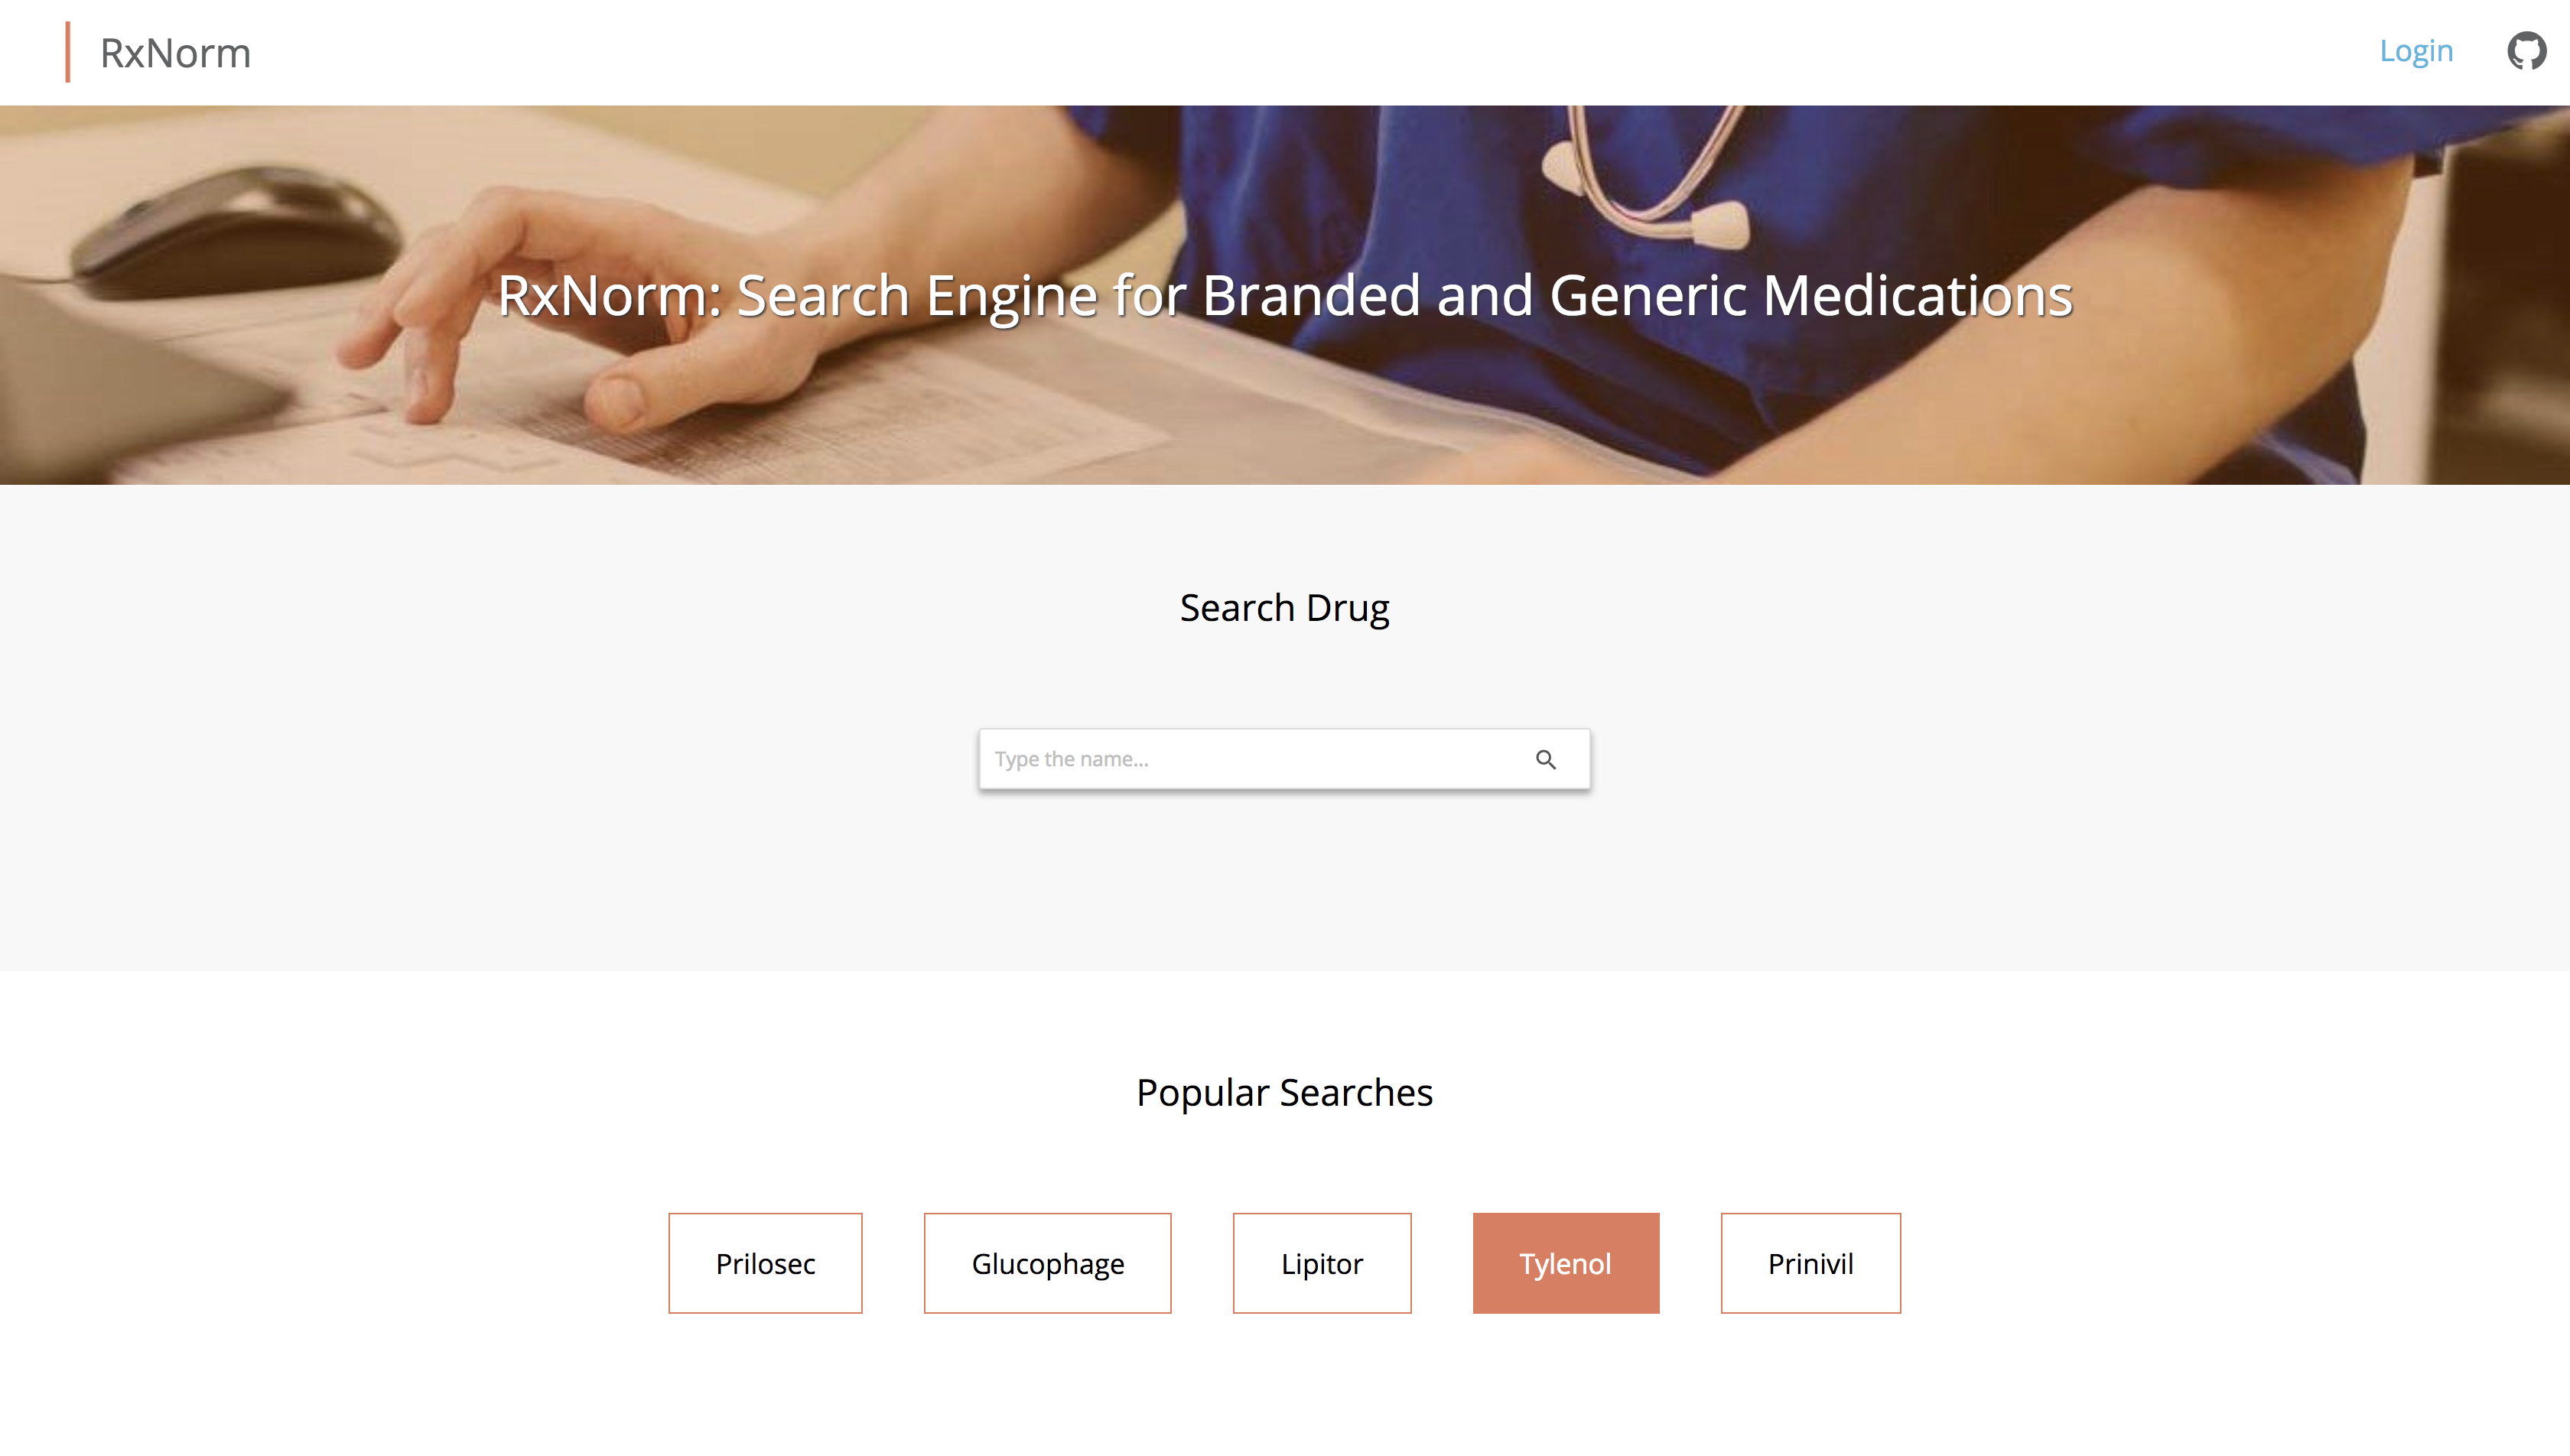 RxNorm
Login
RxNorm: Search Engine for Branded and Generic Medications
Search Drug
Type the name...
Popular Searches
Prilosec
Glucophage
Lipitor
Tylenol
Prinivil